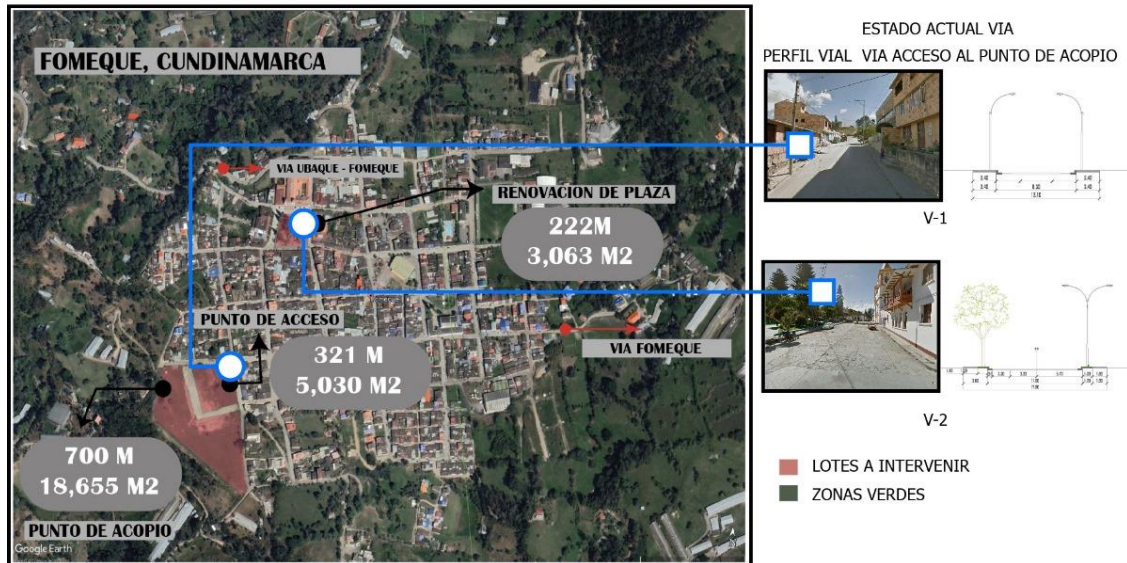 FOMEQUE, CUNDINAMARCA
VIA UBAQUE - FOMEQUE
RENOVACION DE PLAZA
222M
3,063 M2
PUNTO DE ACCESO
321 M
5,030 M2
VIA FOMEQUE
700 M
18,655 M2
PUNTO DE ACOPIO
Google Earth
ESTADO ACTUAL VIA
PERFIL VIAL VIA ACCESO AL PUNTO DE ACOPIO
V-1
V-2
LOTES A INTERVENIR
ZONAS VERDES